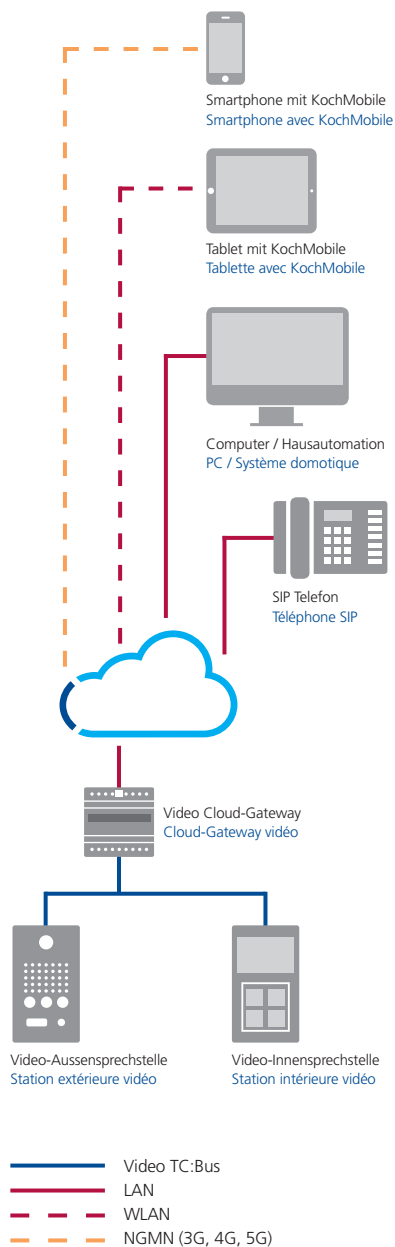 Smartphone mit KochMobile
Smartphone avec KochMobile
Tablet mit KochMobile
Tablette avec KochMobile
Computer / Hausautomation
PC / Système domotique
SIP Telefon
Téléphone SIP
Video Cloud-Gateway
Cloud-Gateway vidéo
Video-Aussensprechstelle
Station extérieure vidéo
Video-Innensprechstelle
Station intérieure vidéo
Video TC:Bus
LAN
WLAN
NGMN (3G, 4G, 5G)